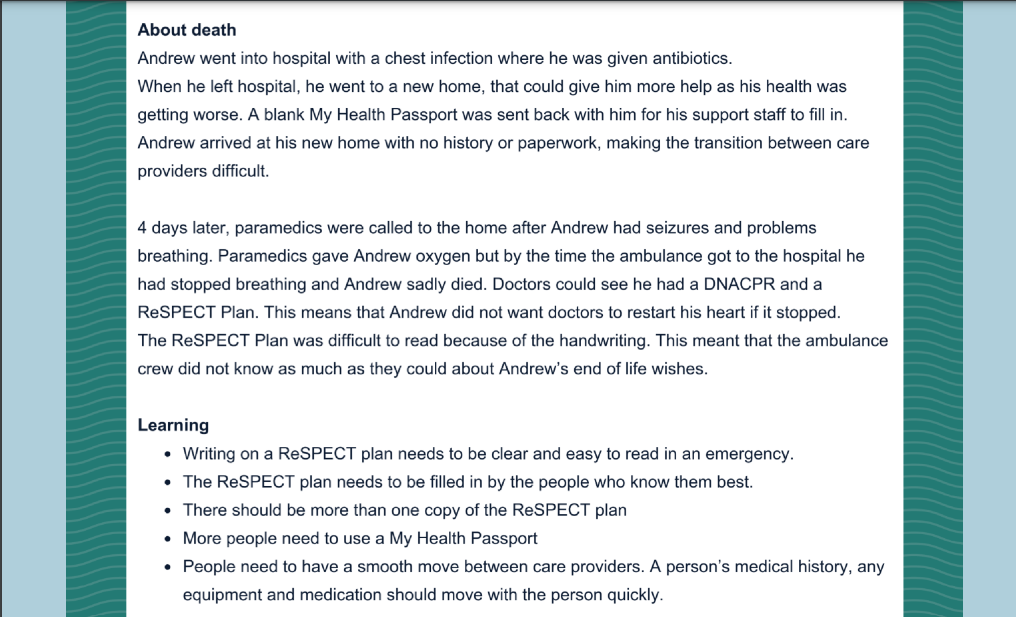 About death
Andrew went into hospital with a chest infection where he was given antibiotics.
When he left hospital, he went to a new home, that could give him more help as his health was
getting worse. A blank My Health Passport was sent back with him for his support staff to fill in.
Andrew arrived at his new home with no history or paperwork, making the transition between care
providers difficult.
4 days later, paramedics were called to the home after Andrew had seizures and problems
breathing. Paramedics gave Andrew oxygen but by the time the ambulance got to the hospital he
had stopped breathing and Andrew sadly died. Doctors could see he had a DNACPR and a
ReSPECT Plan. This means that Andrew did not want doctors to restart his heart if it stopped.
The ReSPECT Plan was difficult to read because of the handwriting. This meant that the ambulance
crew did not know as much as they could about Andrew’s end of life wishes.
Learning
• Writing on a ReSPECT plan needs to be clear and easy to read in an emergency.
• The ReSPECT plan needs to be filled in by the people who know them best.
• There should be more than one copy of the ReSPECT plan
• More people need to use a My Health Passport
• People need to have a smooth move between care providers. A person’s medical history, any
equipment and medication should move with the person quickly.